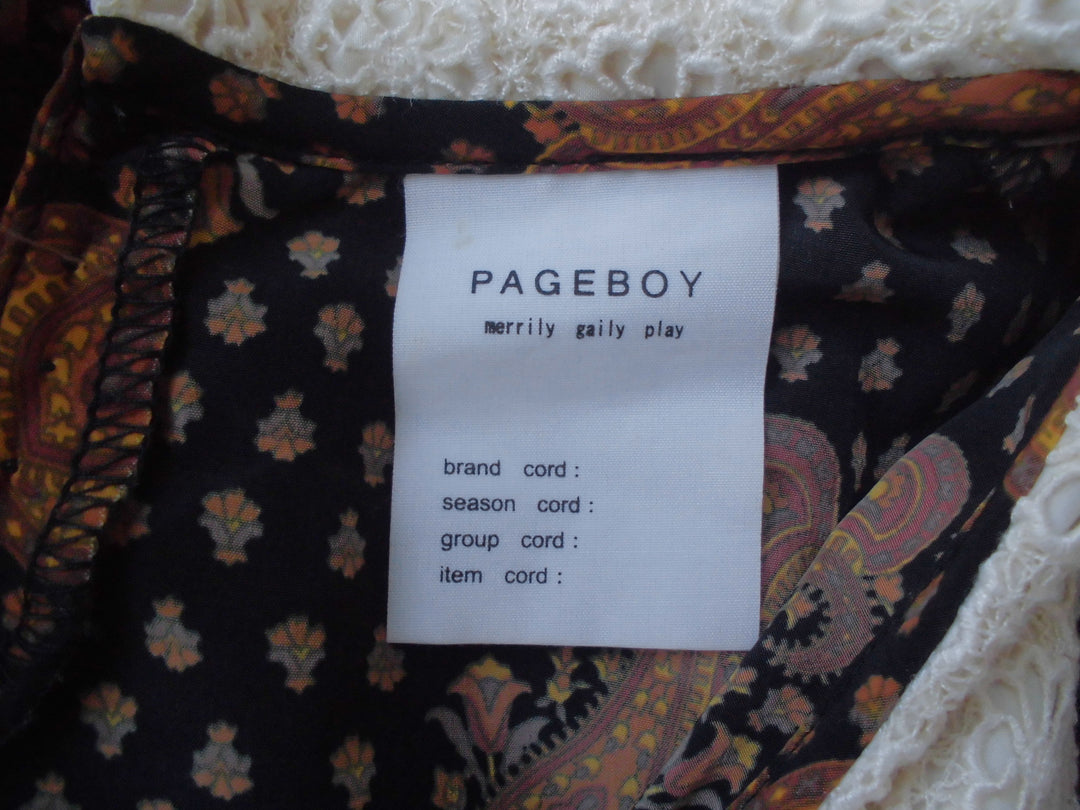 PAGEBOY
merrily gaily play
brand cord :
season cord :
group cord :
item cord :